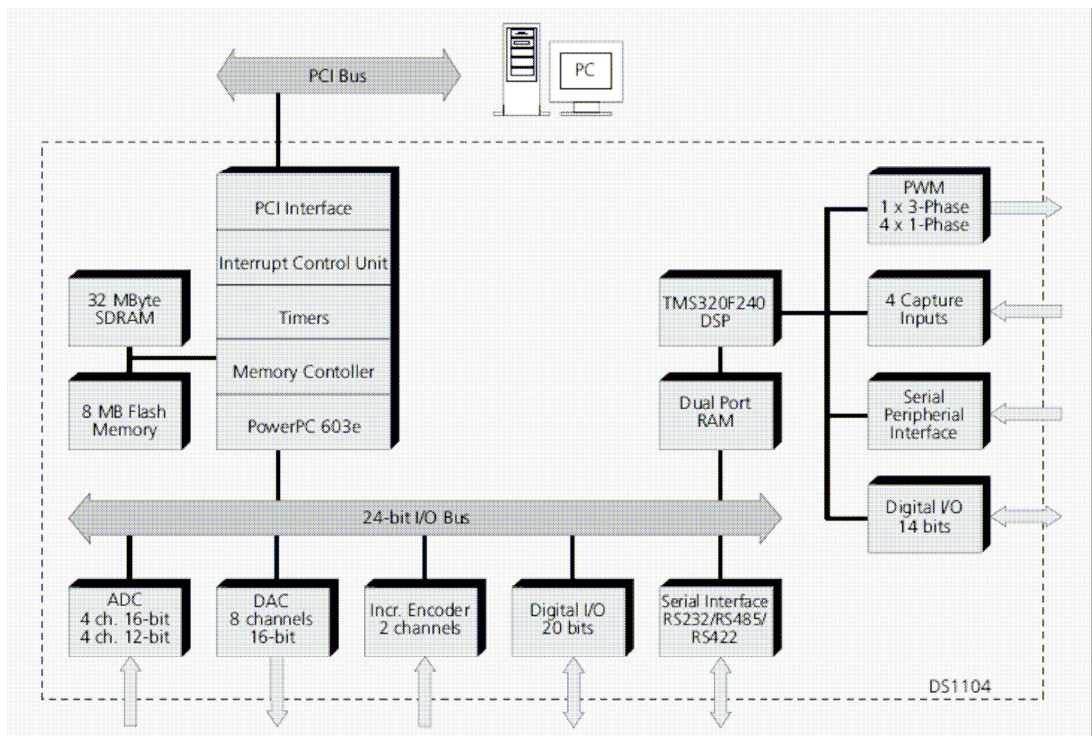 PCI Bus
PC
PCI Interface
Interrupt Control Unit
Timers
Memory Contoller
PowerPC 603e
32 MByte
SDRAM
8 MB Flash
Memory
TMS320F240
DSP
Dual Port
RAM
PWM
1 x 3-Phase
4 x 1-Phase
4 Capture
Inputs
Serial
Peripherial
Interface
Digital I/O
14 bits
24-bit I/O Bus
ADC
4 ch. 16-bit
4 ch. 12-bit
DAC
8 channels
16-bit
Incr. Encoder
2 channels
Digital I/O
20 bits
Serial Interface
RS232/RS485/
RS422
DS1104